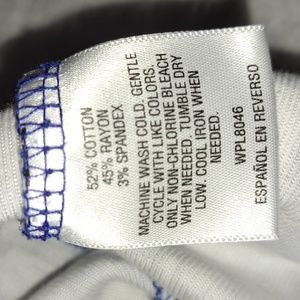 52% COTTON
45% RAYON
3% SPANDEX
MACHINE WASH COLD. GENTLE
CYCLE WITH LIKE COLORS.
ONLY NON-CHLORINE BLEACH
WHEN NEEDED. TUMBLE DRY
LOW. COOL IRON WHEN
NEEDED.
WPL8046
ESPAÑOL EN REVERSO